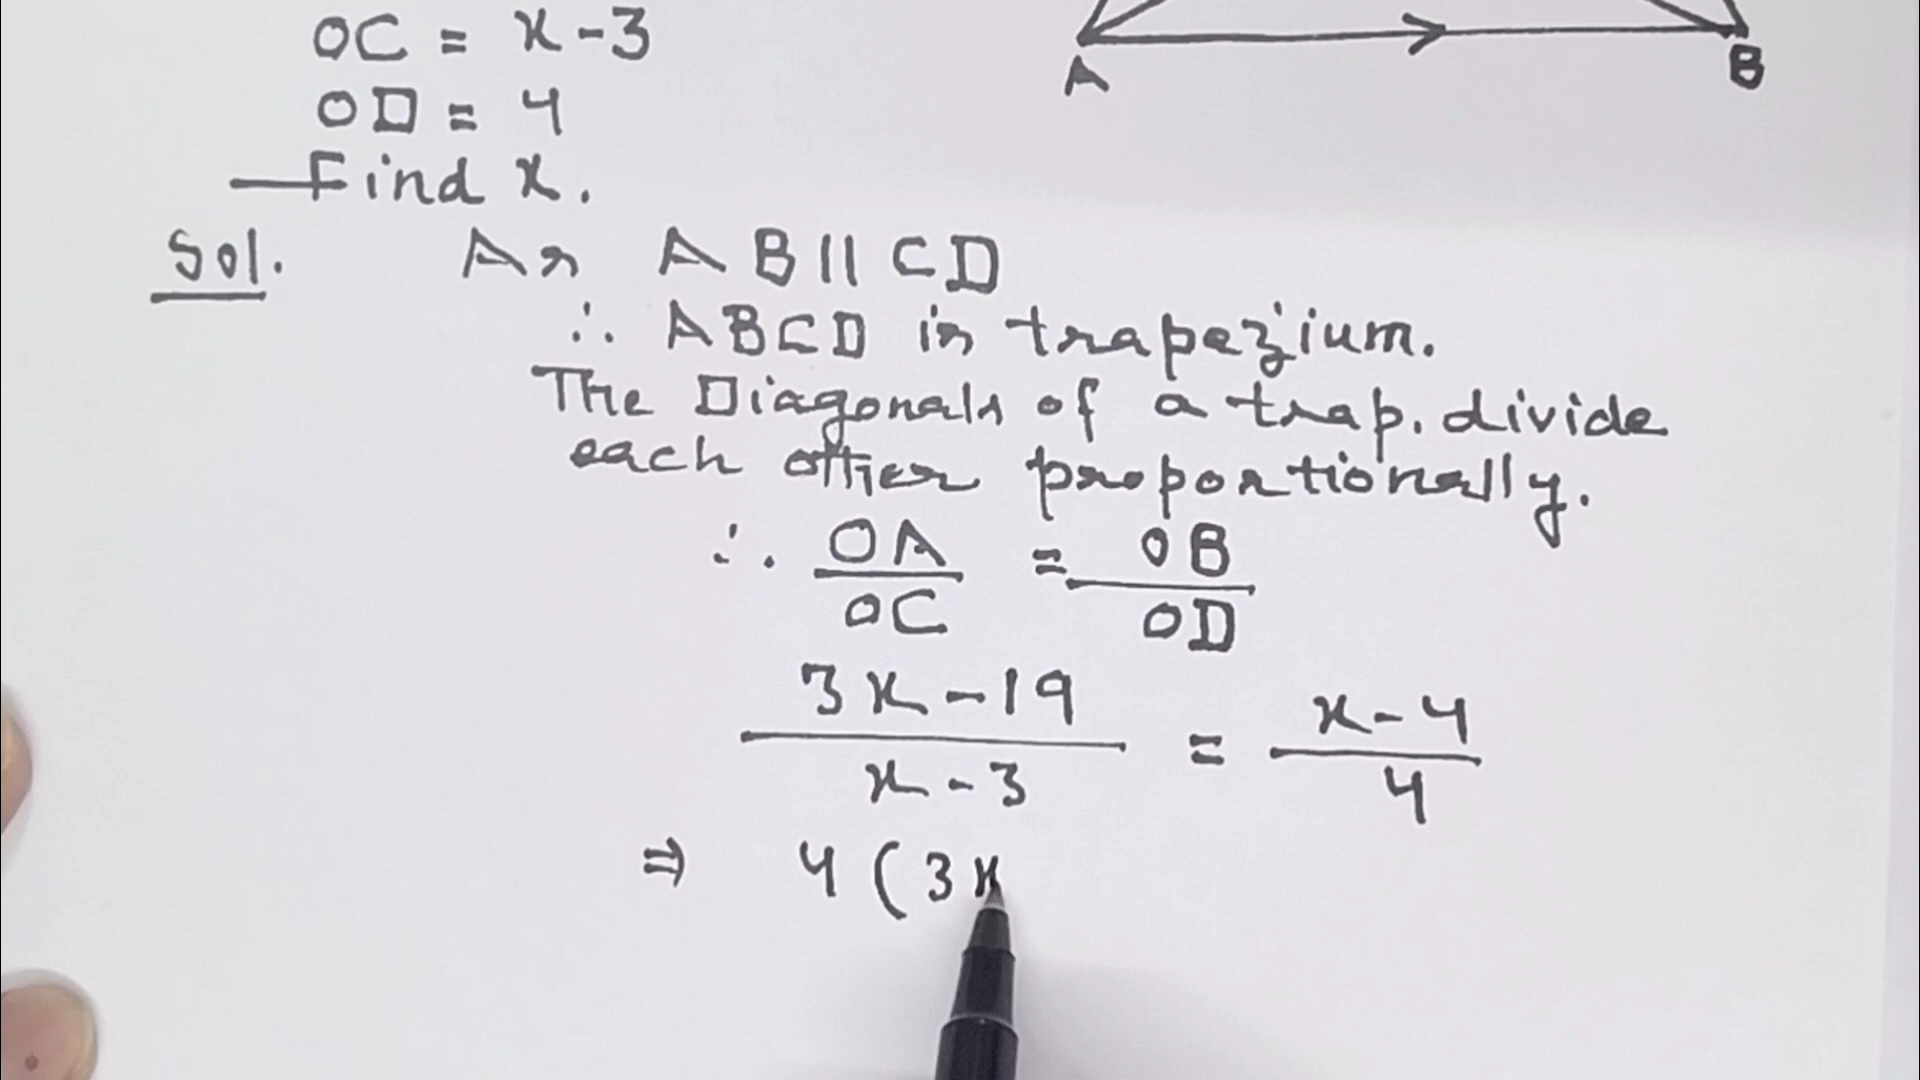 OC = x-3
A
B
OD = 4
Find x.
Sol. As AB || CD
∴ ABCD is trapezium.
The Diagonals of a trap. divide
each other proportionally.
∴ OA/OC = OB/OD
3x-19/x-3 = x-4/4
⇒ 4(3x